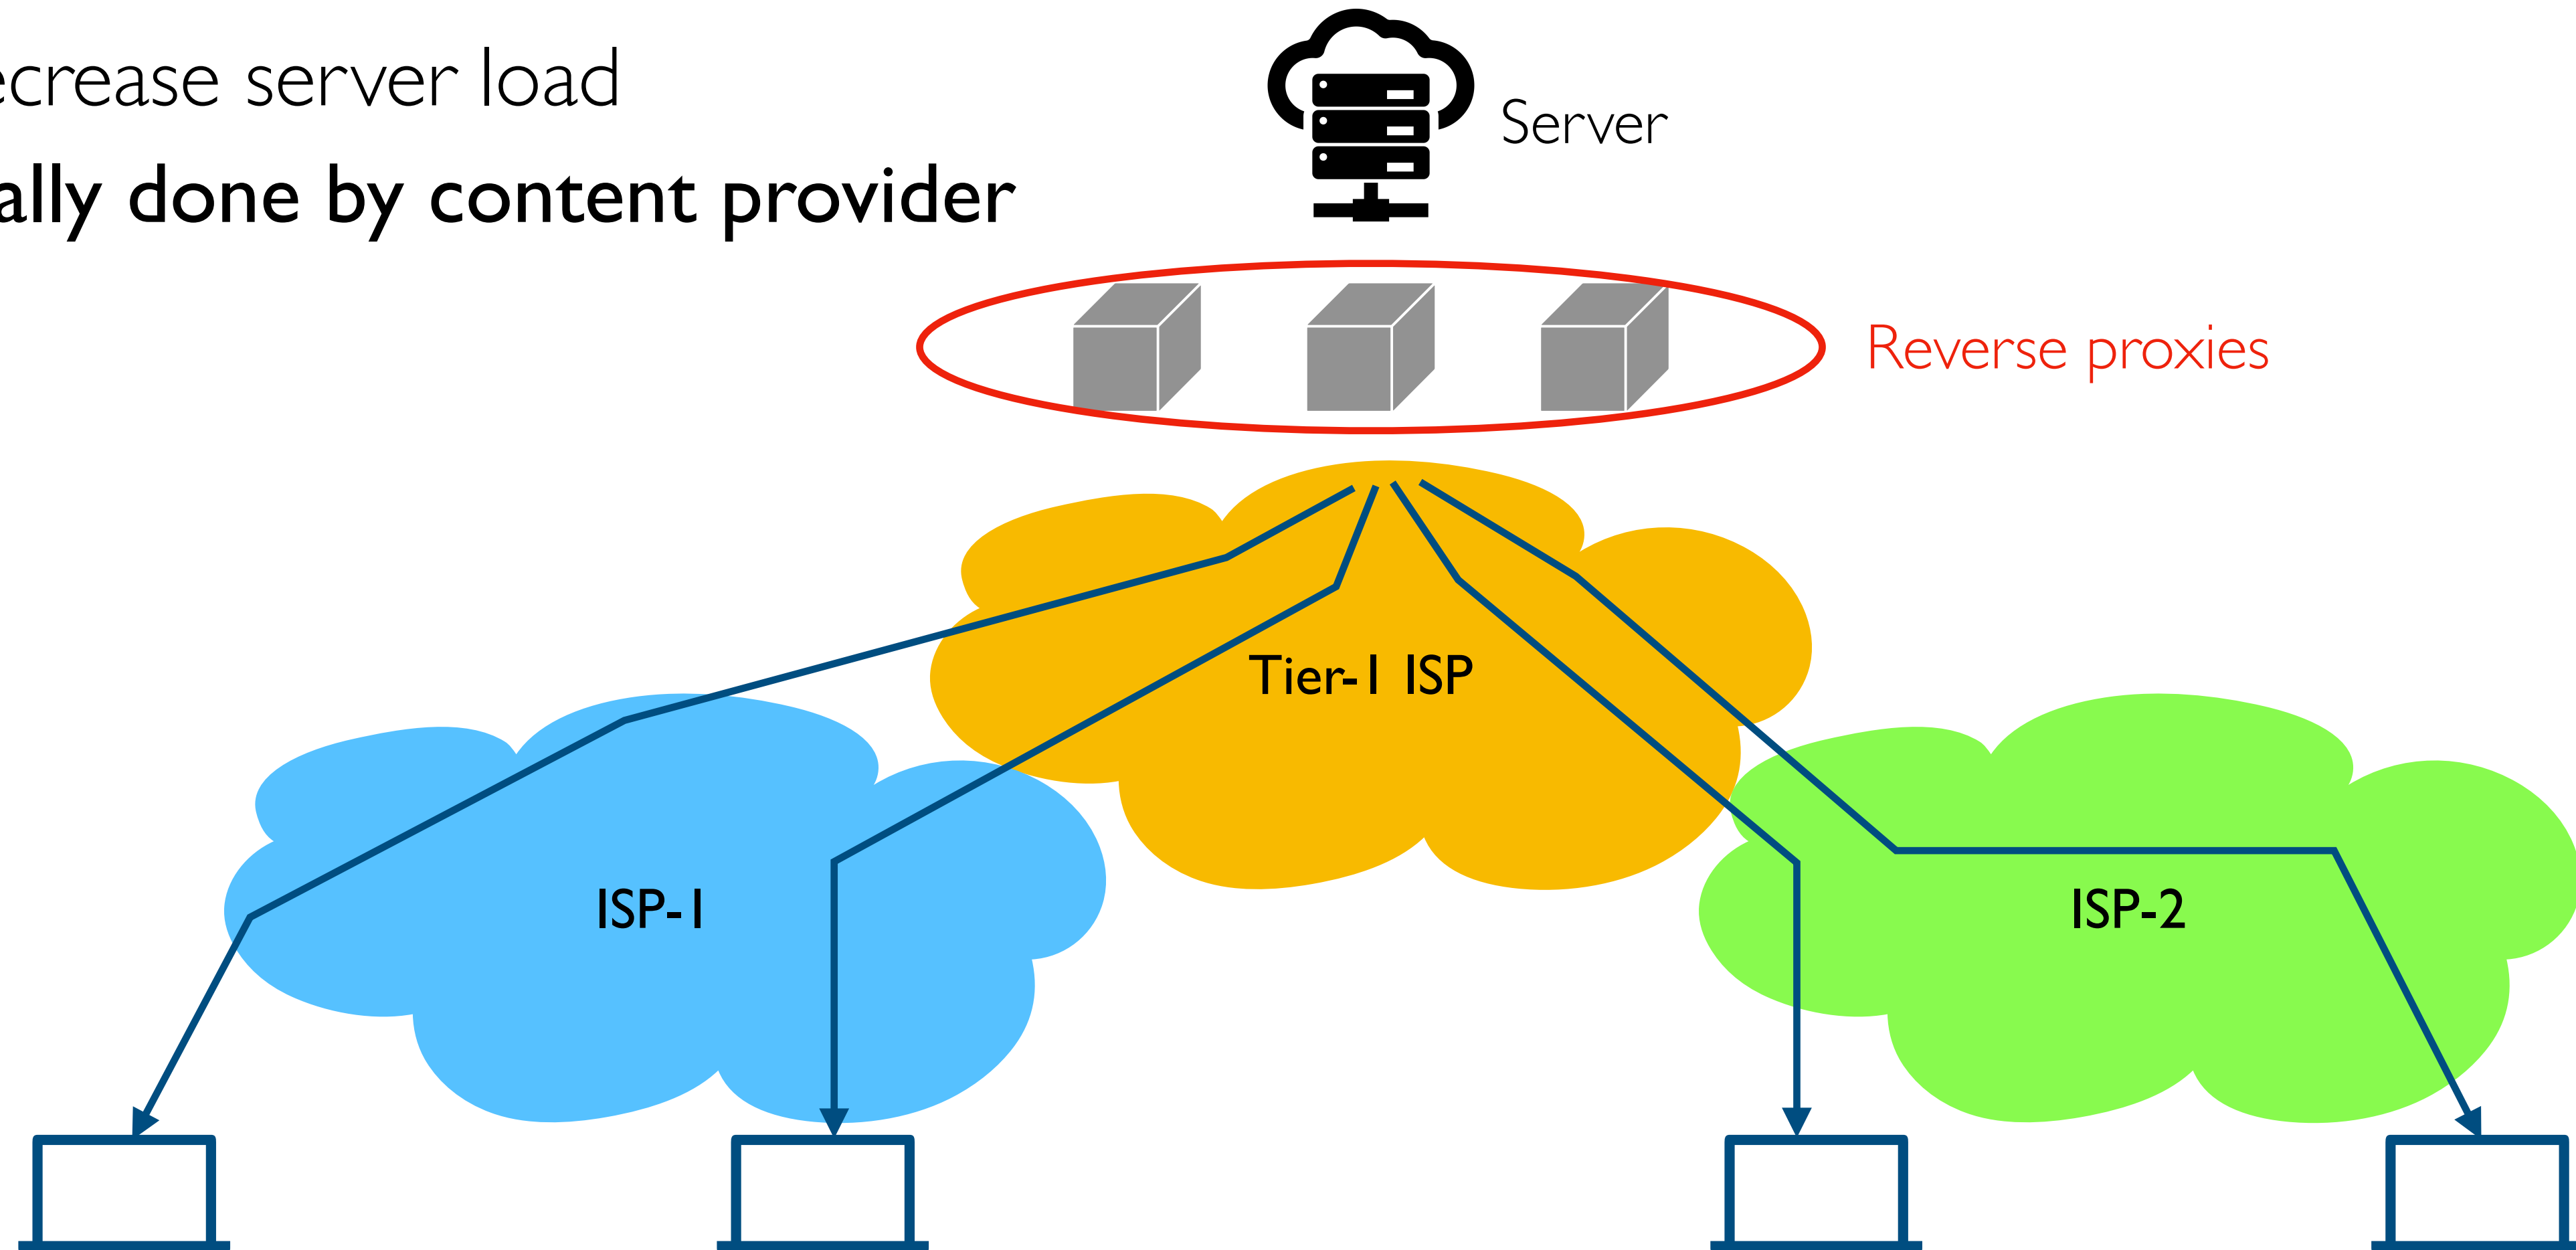 ecrease server load
ally done by content provider
Server
Reverse proxies
Tier-1 ISP
ISP-1
ISP-2